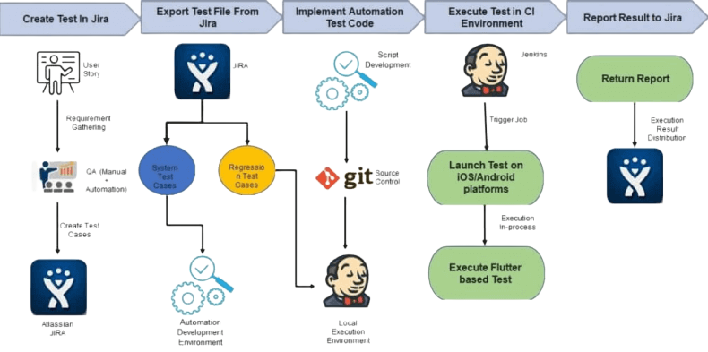 Create Test In Jira
Export Test File From
Jira
Implement Automation
Test Code
Execute Test in CI
Environment
Report Result to Jira
User
Story
Requirement
Gathering
QA (Manual
+
Automation)
Create Test
Cases
Atlassian
JIRA
JIRA
System
Test
Cases
Regressio
n Test
Cases
Automation
Development
Environment
Script
Development
git
Source
Control
Local
Execution
Environment
Jenkins
Trigger Job
Launch Test on
iOS/Android
platforms
Execution
In-process
Execute Flutter
based Test
Return Report
Execution
Result
Distribution